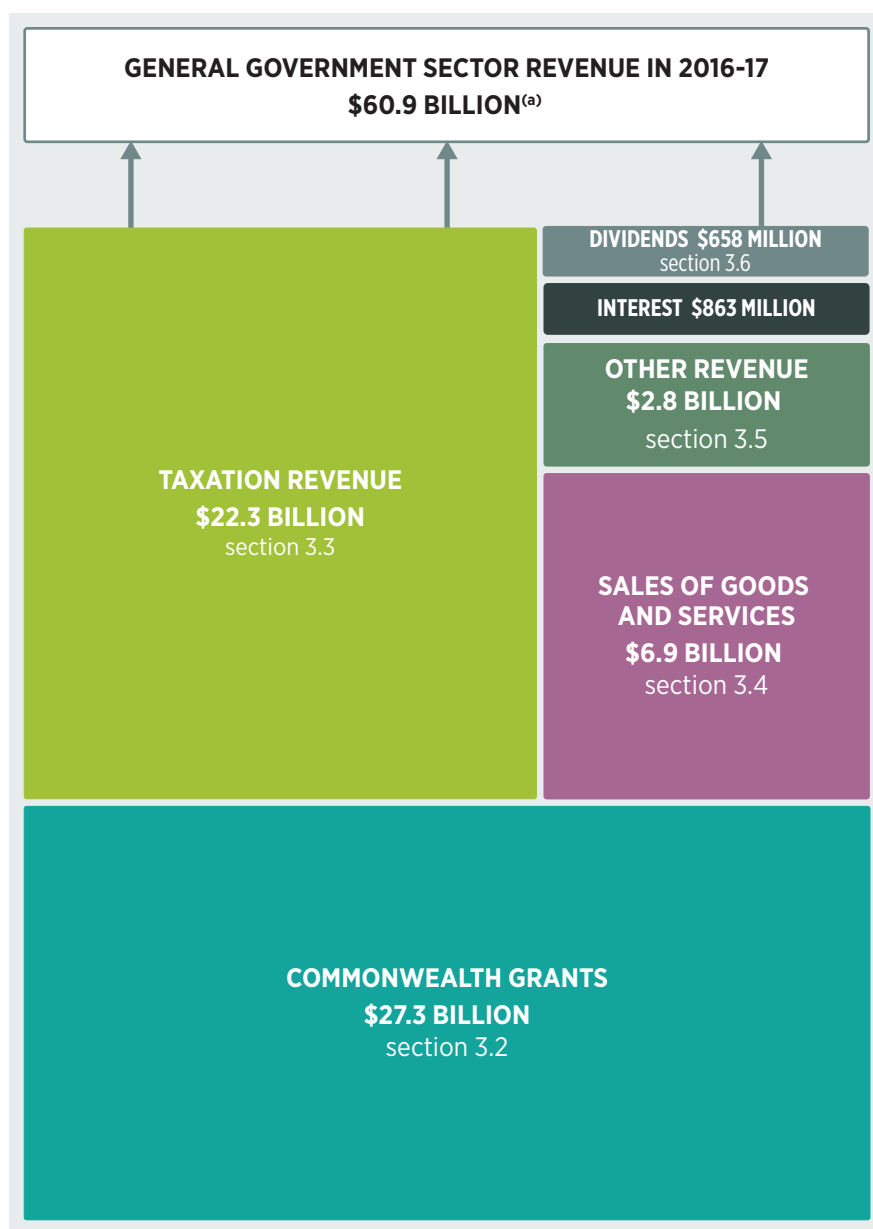 GENERAL GOVERNMENT SECTOR REVENUE IN 2016-17
$60.9 BILLION(a)
TAXATION REVENUE
$22.3 BILLION
section 3.3
DIVIDENDS $658 MILLION
section 3.6
INTEREST $863 MILLION
OTHER REVENUE
$2.8 BILLION
section 3.5
SALES OF GOODS
AND SERVICES
$6.9 BILLION
section 3.4
COMMONWEALTH GRANTS
$27.3 BILLION
section 3.2